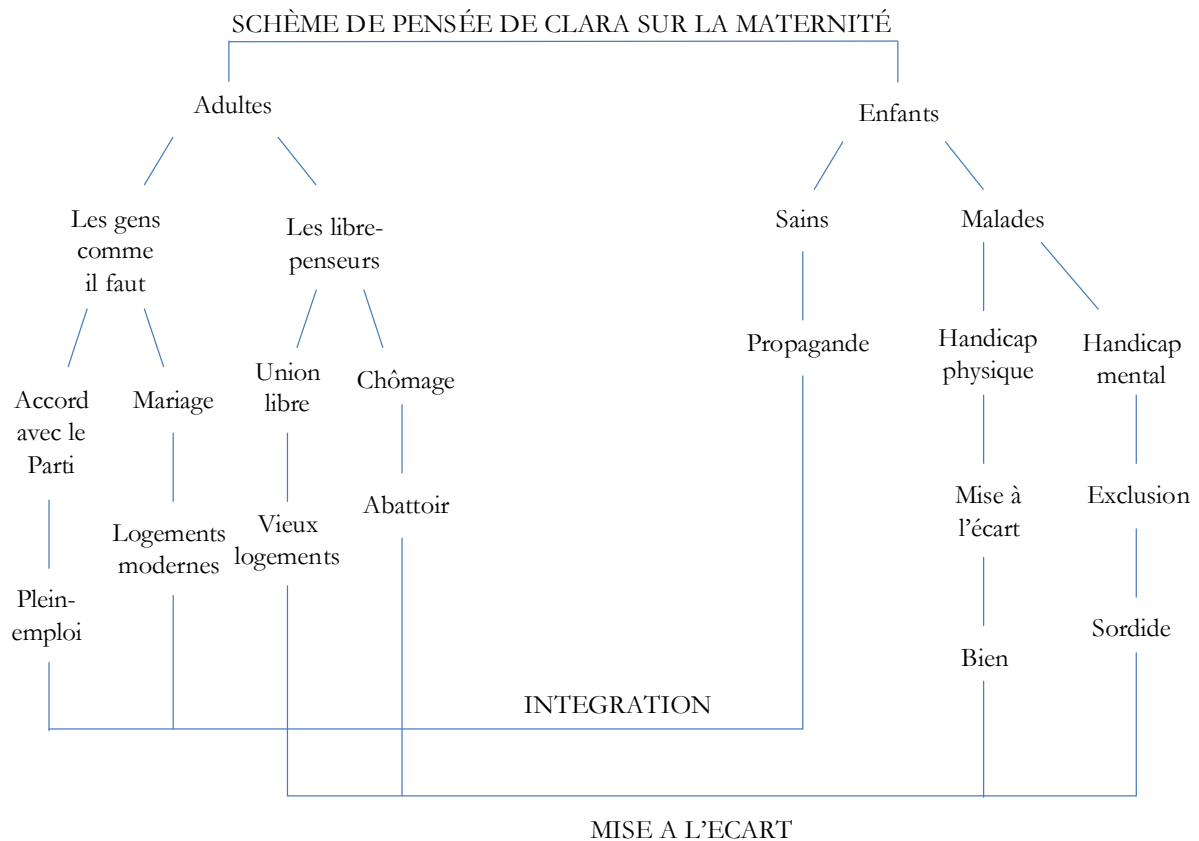 SCHÈME DE PENSÉE DE CLARA SUR LA MATERNITÉ
Adultes
Enfants
Les gens
comme
il faut
Les libre-
penseurs
Sains
Malades
Accord
avec le
Parti
Mariage
Union
libre
Chômage
Propagande
Handicap
physique
Handicap
mental
Plein-
emploi
Logements
modernes
Vieux
logements
Abattoir
Mise à
l’écart
Exclusion
Bien
Sordide
INTEGRATION
MISE A L’ECART